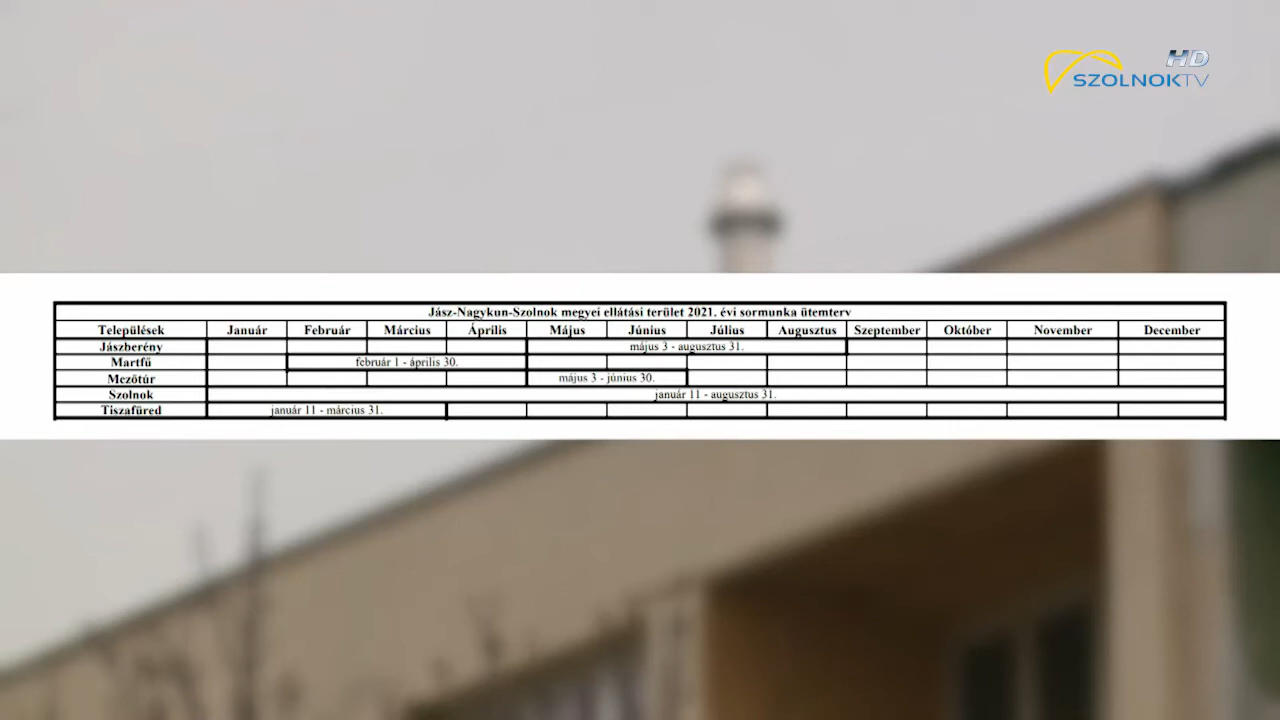 HD
SZOLNOKTV
Jász-Nagykun-Szolnok megyei ellátási terület 2021. évi sormunka ütemterv
Települések Január Február Március Április Május Június Július Augusztus Szeptember Október November December
Jászberény május 3 - augusztus 31.
Martfű február 1 - április 30.
Mezőtúr május 3 - június 30.
Szolnok január 11 - augusztus 31.
Tiszafüred január 11 - március 31.